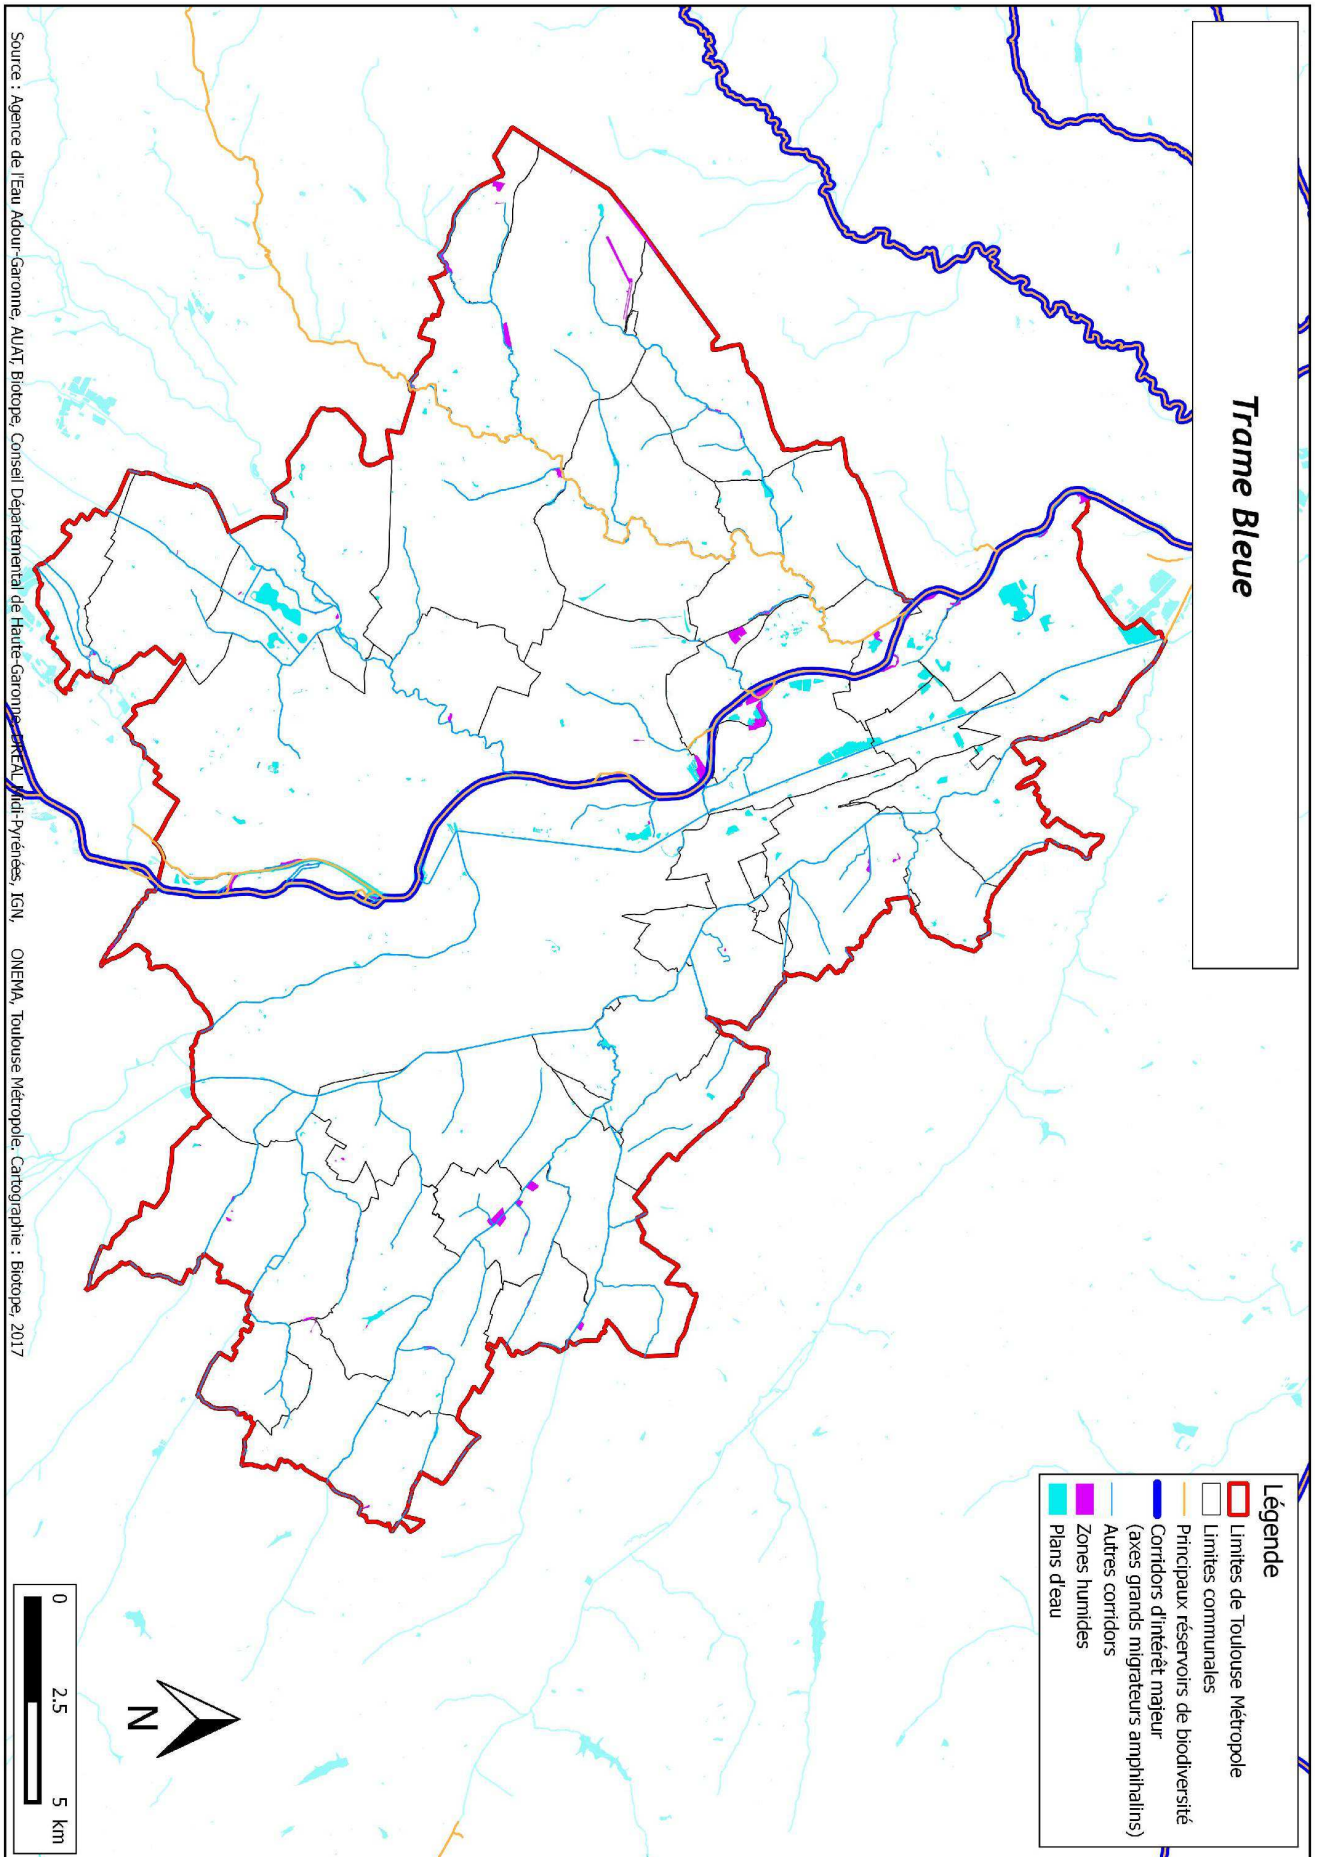 Trame Bleue
Légende
Limites de Toulouse Métropole
Limites communales
Principaux réservoirs de biodiversité
Corridors d'intérêt majeur
(axes grands migrateurs amphihalins)
Autres corridors
Zones humides
Plans d'eau
N
0 2.5 5 km
Source : Agence de l'Eau Adour-Garonne, AUAT, Biotope, Conseil Départemental de Haute-Garonne, DREAL Midi-Pyrénées, IGN, ONEMA, Toulouse Métropole. Cartographie : Biotope, 2017